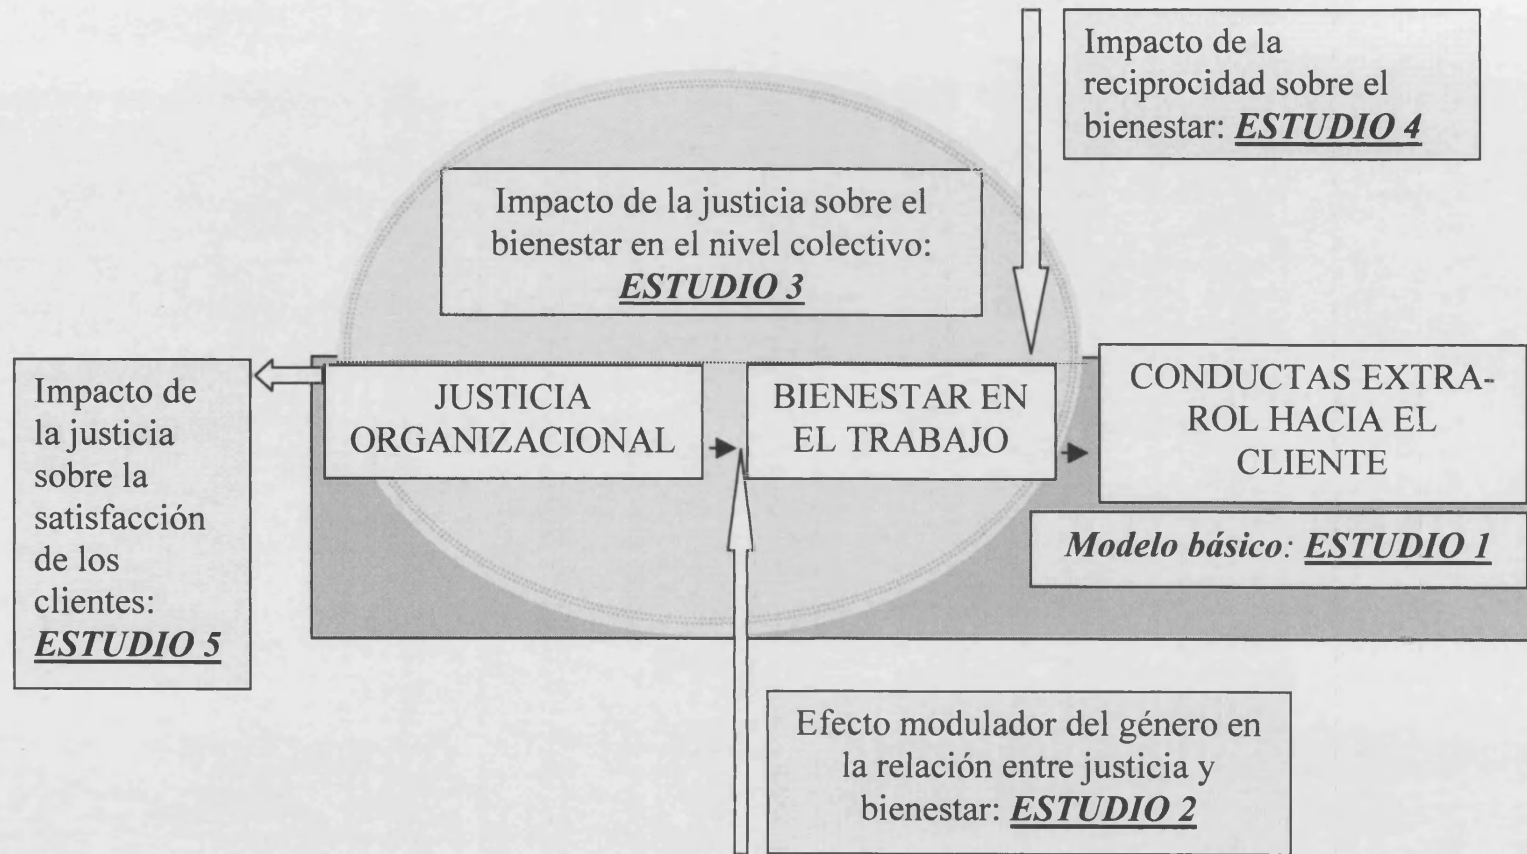 Impacto de la
reciprocidad sobre el
bienestar: ESTUDIO 4
Impacto de la justicia sobre el
bienestar en el nivel colectivo:
ESTUDIO 3
Impacto de
la justicia
sobre la
satisfacción
de los
clientes:
ESTUDIO 5
JUSTICIA
ORGANIZACIONAL
BIENESTAR EN
EL TRABAJO
CONDUCTAS EXTRA-
ROL HACIA EL
CLIENTE
Modelo básico: ESTUDIO 1
Efecto modulador del género en
la relación entre justicia y
bienestar: ESTUDIO 2